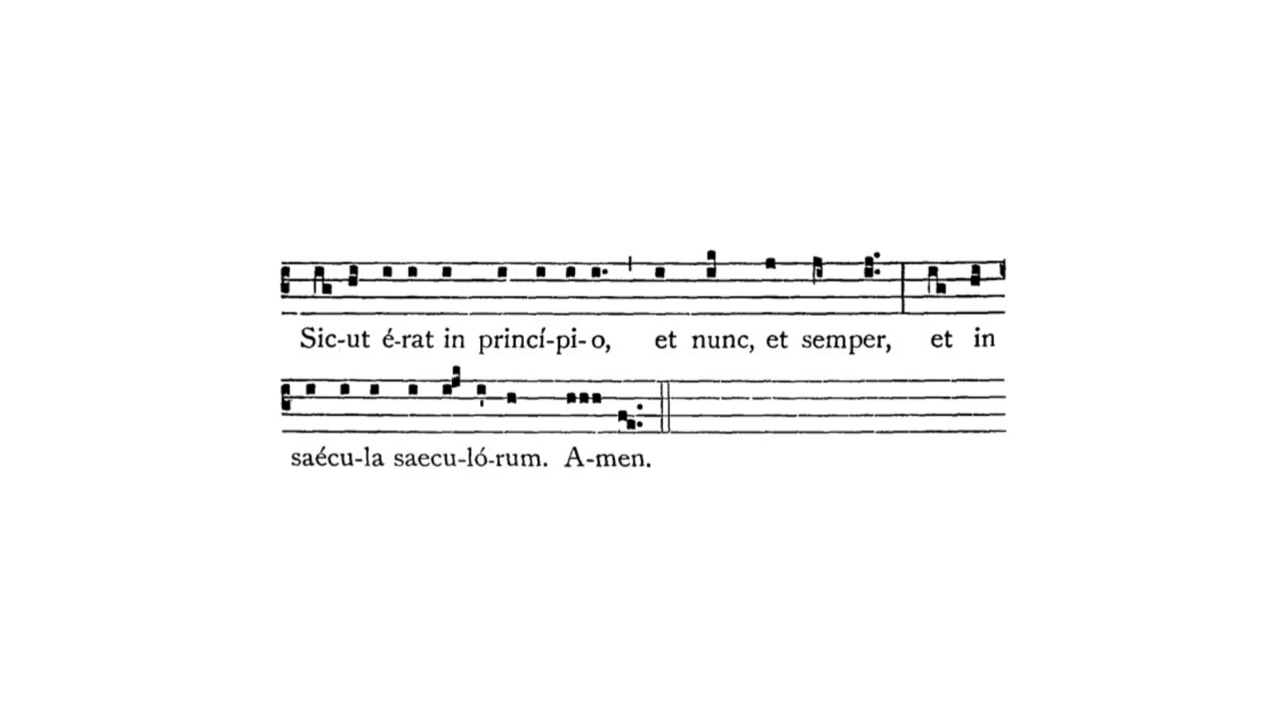 Sic-ut é-rat in princí-pi-o, et nunc, et semper, et in
saécu-la saecu-ló-rum. A-men.